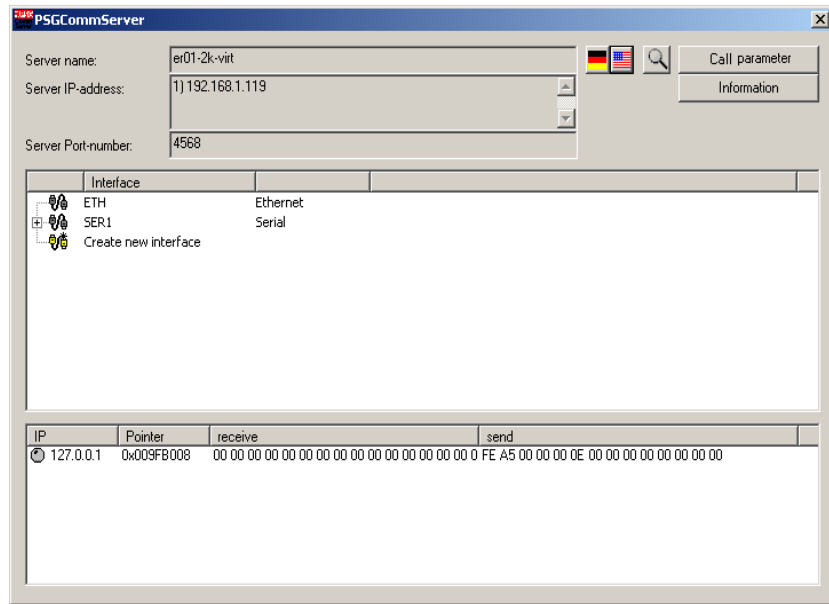 PSGCommServer
Server name: er01-2k-virt Call parameter
Server IP-address: 1) 192.168.1.119 Information
Server Port-number: 4568
Interface
ETH Ethernet
SER1 Serial
Create new interface
IP Pointer receive send
127.0.0.1 0x009FB008 00 00 00 00 00 00 00 00 00 00 00 00 00 00 00 0 FE A5 00 00 00 0E 00 00 00 00 00 00 00 00